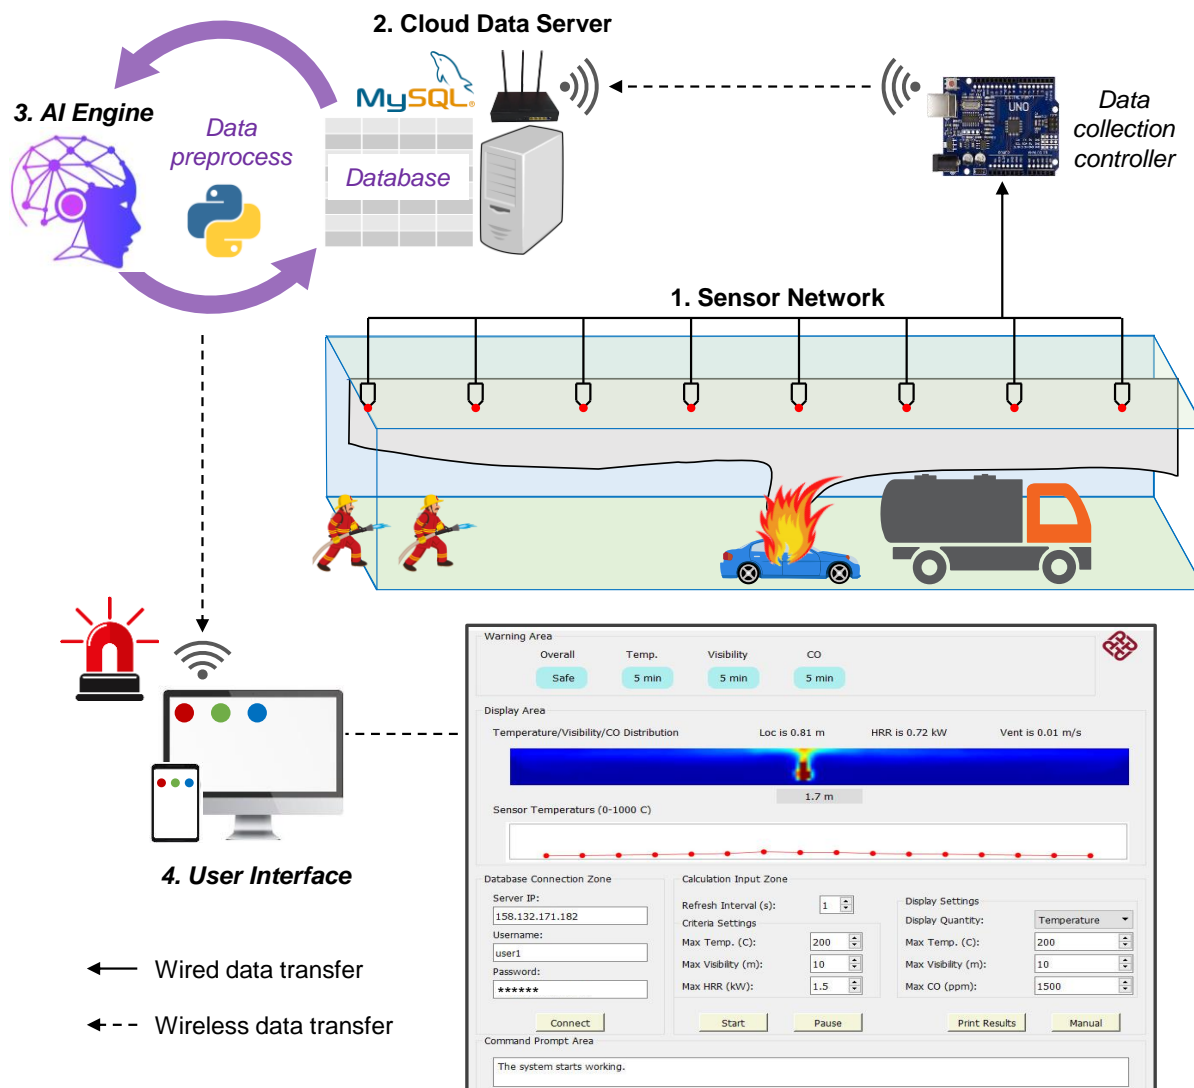 2. Cloud Data Server
MySQL®
3. AI Engine
Data
preprocess
Database
UNO
Data
collection
controller
1. Sensor Network
Warning Area
Overall Temp. Visibility CO
Safe 5 min 5 min 5 min
Display Area
Temperature/Visibility/CO Distribution Loc is 0.81 m HRR is 0.72 kW Vent is 0.01 m/s
1.7 m
Sensor Temperaturs (0-1000 C)
4. User Interface
Database Connection Zone
Server IP:
158.132.171.182
Username:
user1
Password:
******
Connect
Calculation Input Zone
Refresh Interval (s): 1
Criteria Settings
Max Temp. (C): 200
Max Visibility (m): 10
Max HRR (kW): 1.5
Start Pause
Display Settings
Display Quantity: Temperature
Max Temp. (C): 200
Max Visibility (m): 10
Max CO (ppm): 1500
Print Results Manual
Command Prompt Area
The system starts working.
Wired data transfer
Wireless data transfer